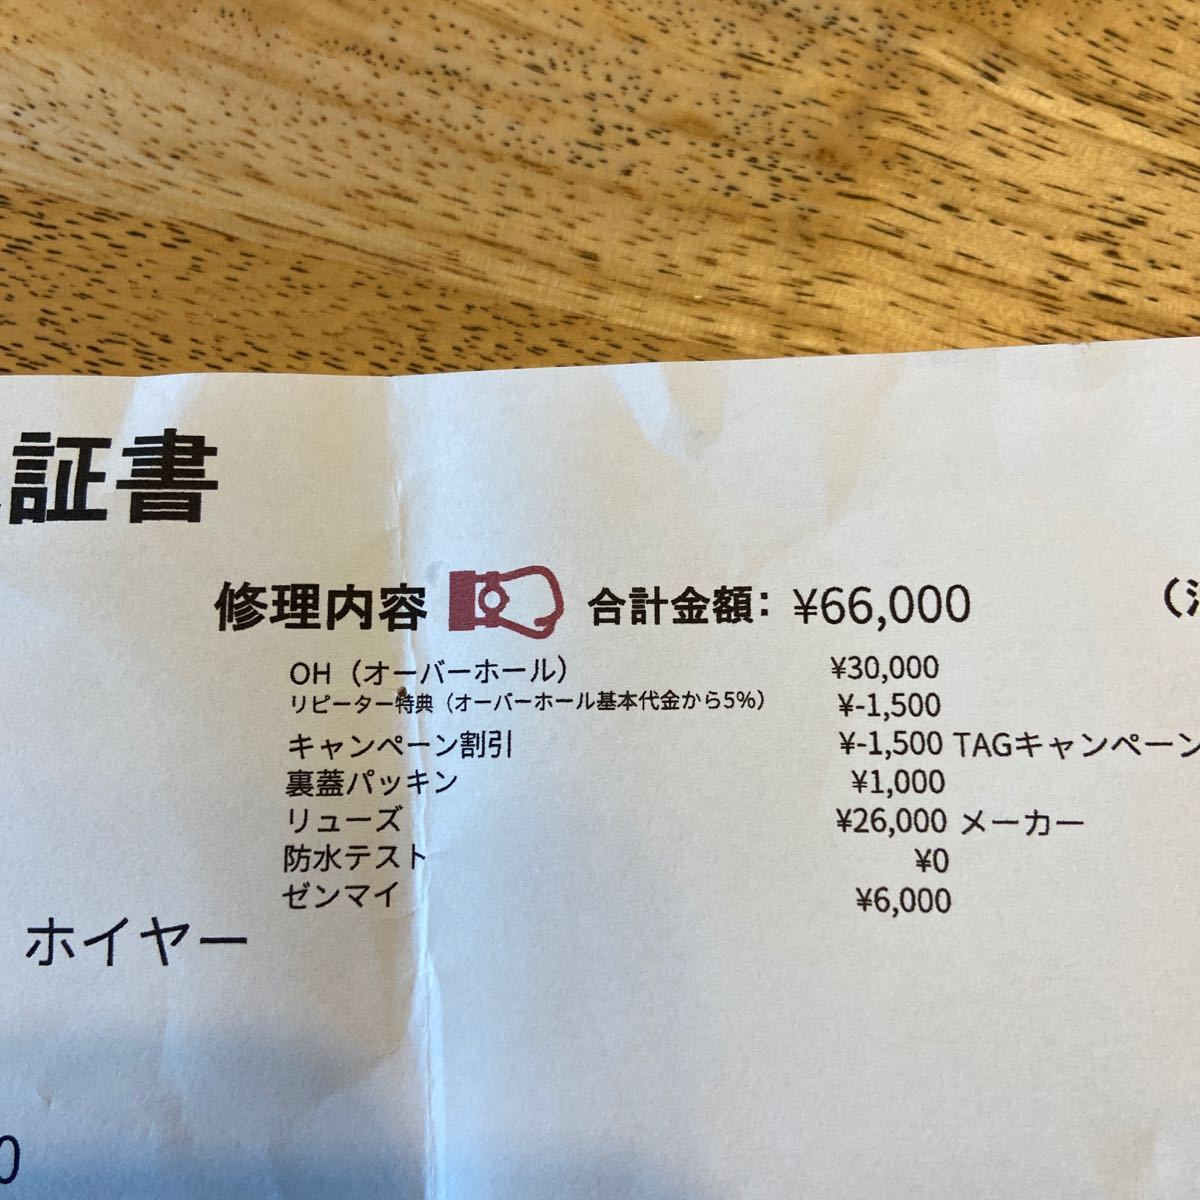 証書
修理内容 合計金額: ¥66,000
OH（オーバーホール） ¥30,000
リピーター特典（オーバーホール基本代金から5%） ¥-1,500
キャンペーン割引 ¥-1,500 TAGキャンペーン
裏蓋パッキン ¥1,000
リューズ ¥26,000 メーカー
防水テスト ¥0
ゼンマイ ¥6,000
ホイヤー
0